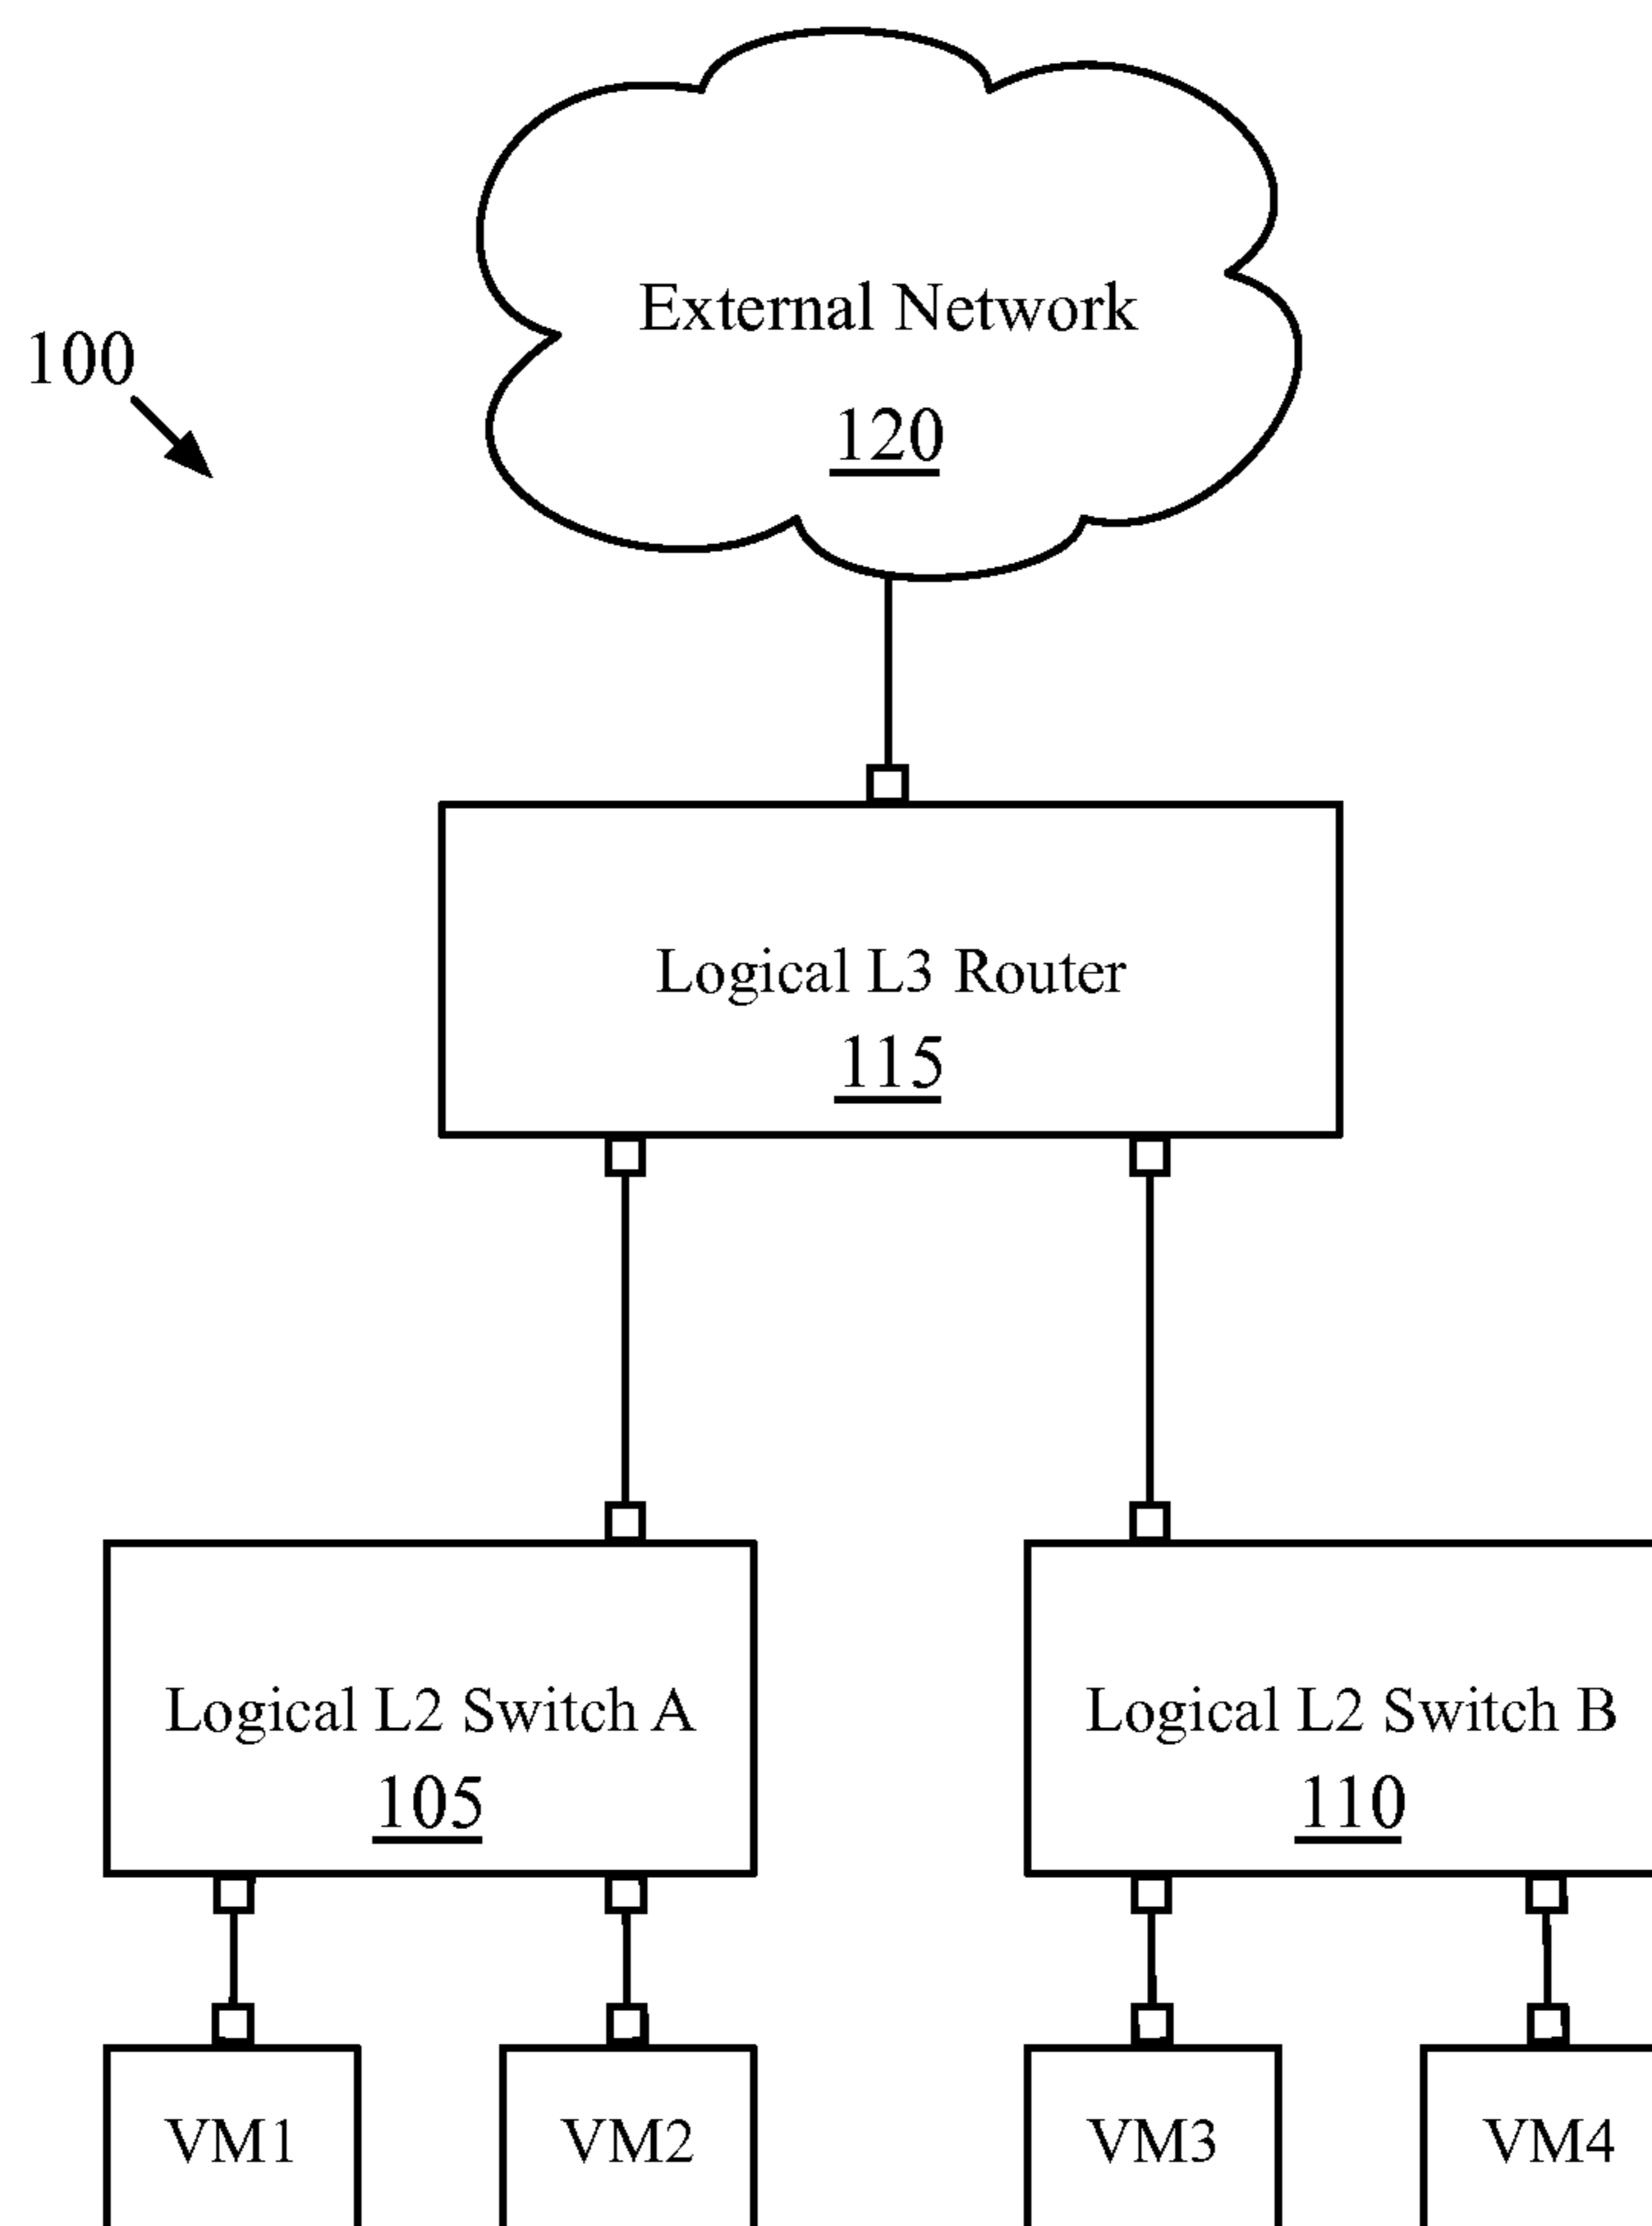 External Network
100
120
Logical L3 Router
115
Logical L2 Switch A
Logical L2 Switch B
105
110
VM1
VM2
VM3
VM4